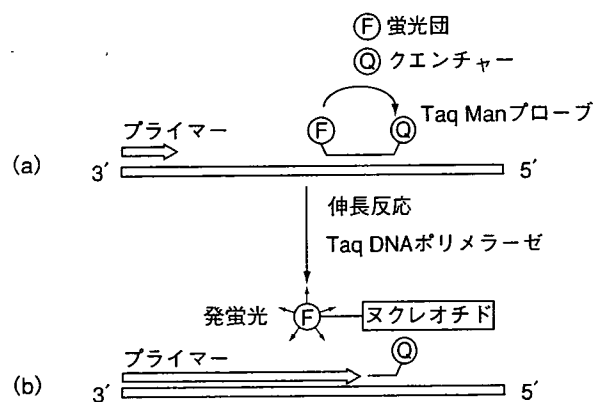 Ⓕ 蛍光団
Ⓠ クエンチャー
F Q Taq Manプローブ
プライマー
(a) 3′ 5′
伸長反応
Taq DNAポリメラーゼ
発蛍光 F ヌクレオチド
Q
プライマー
(b) 3′ 5′